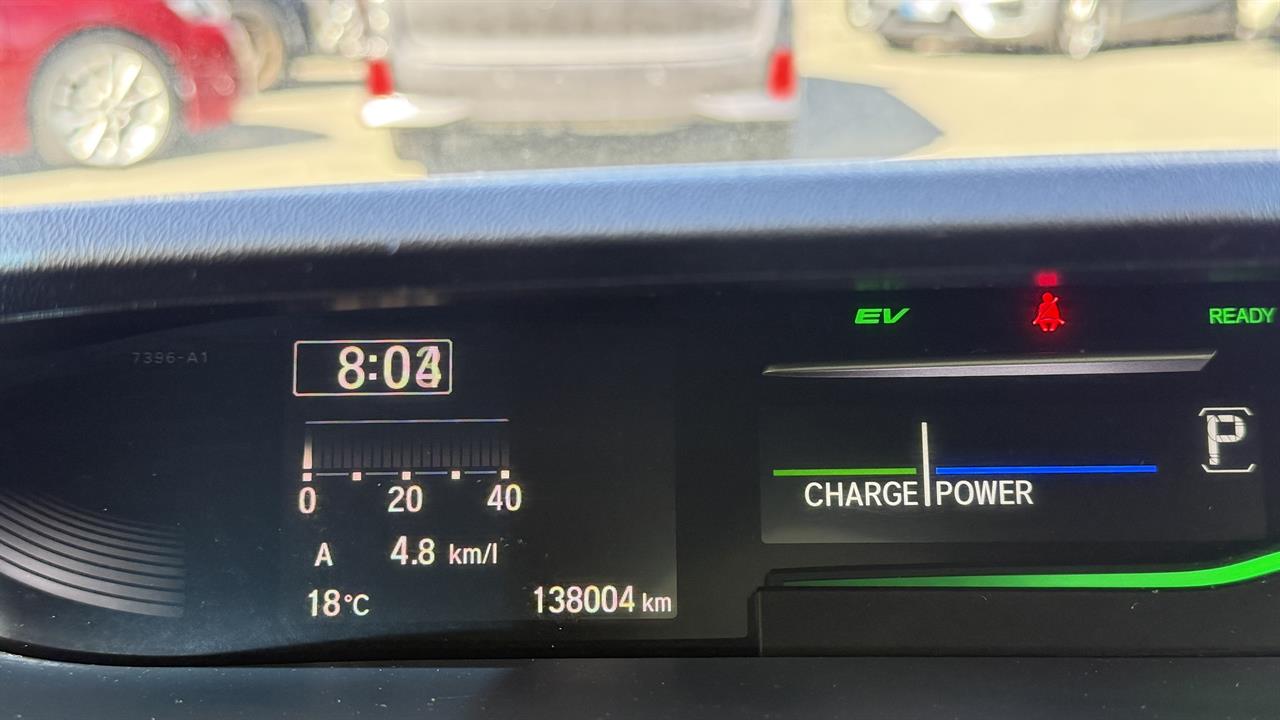 7396-A1
EV
READY
P
0 20 40
CHARGE POWER
A 4.8 km/l
18°C 138004 km